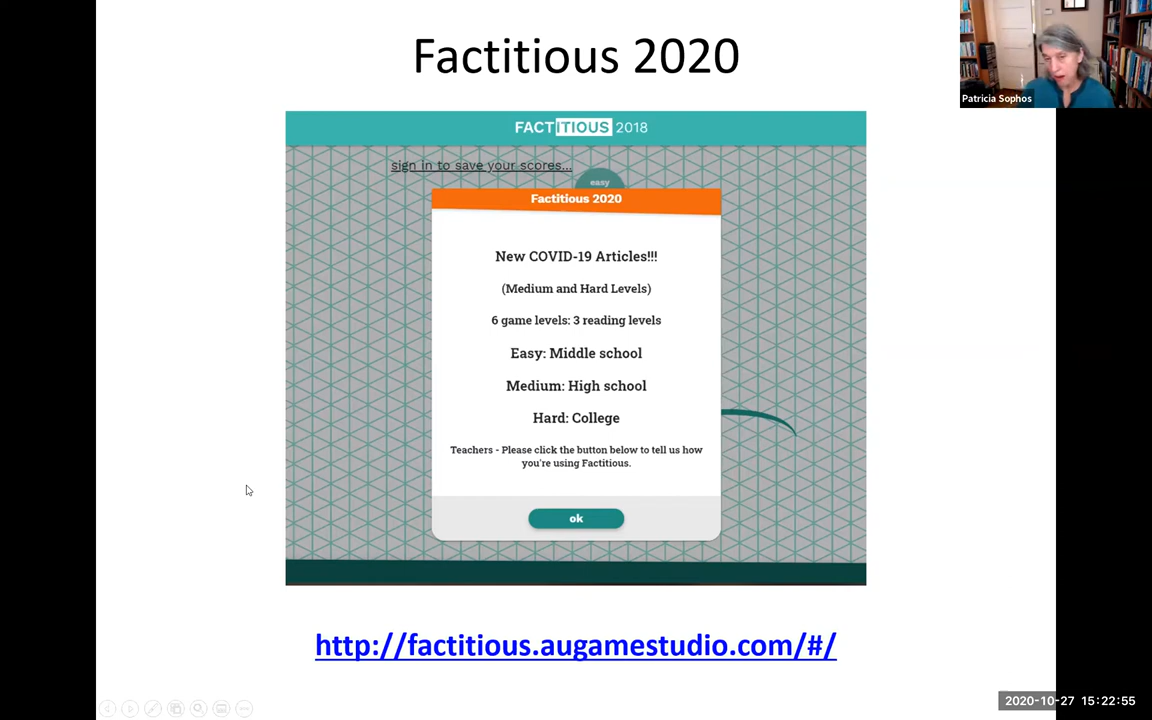 Factitious 2020
Patricia Sophos
FACTITIOUS 2018
sign in to save your scores...
easy
Factitious 2020
New COVID-19 Articles!!!
(Medium and Hard Levels)
6 game levels: 3 reading levels
Easy: Middle school
Medium: High school
Hard: College
Teachers - Please click the button below to tell us how
you're using Factitious.
ok
http://factitious.augamestudio.com/#/
2020-10-27 15:22:55